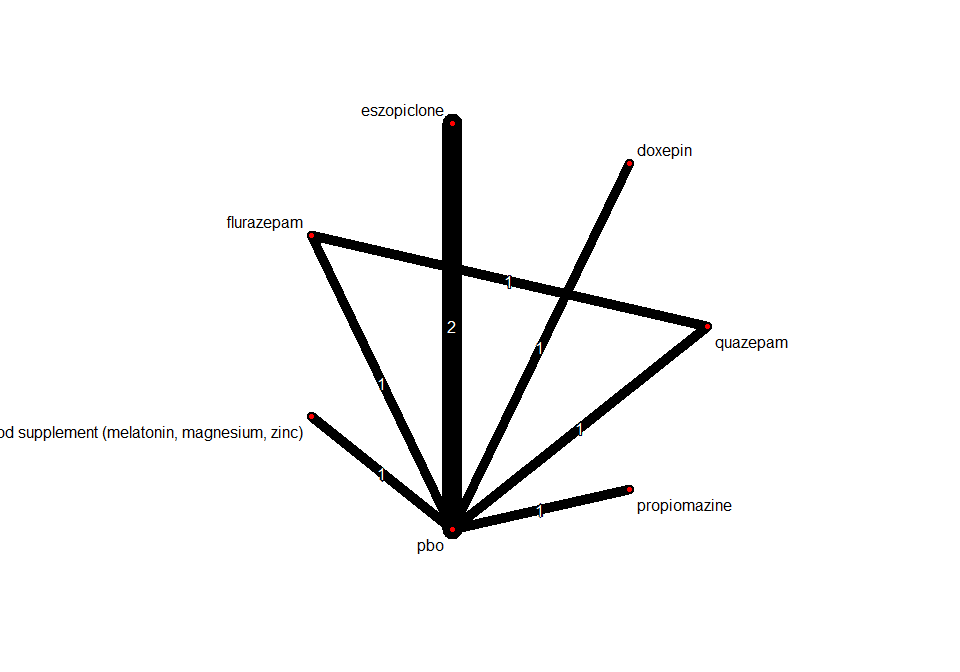 eszopiclone
doxepin
flurazepam
1
2
quazepam
1
1
od supplement (melatonin, magnesium, zinc)
1
1
propiomazine
1
pbo